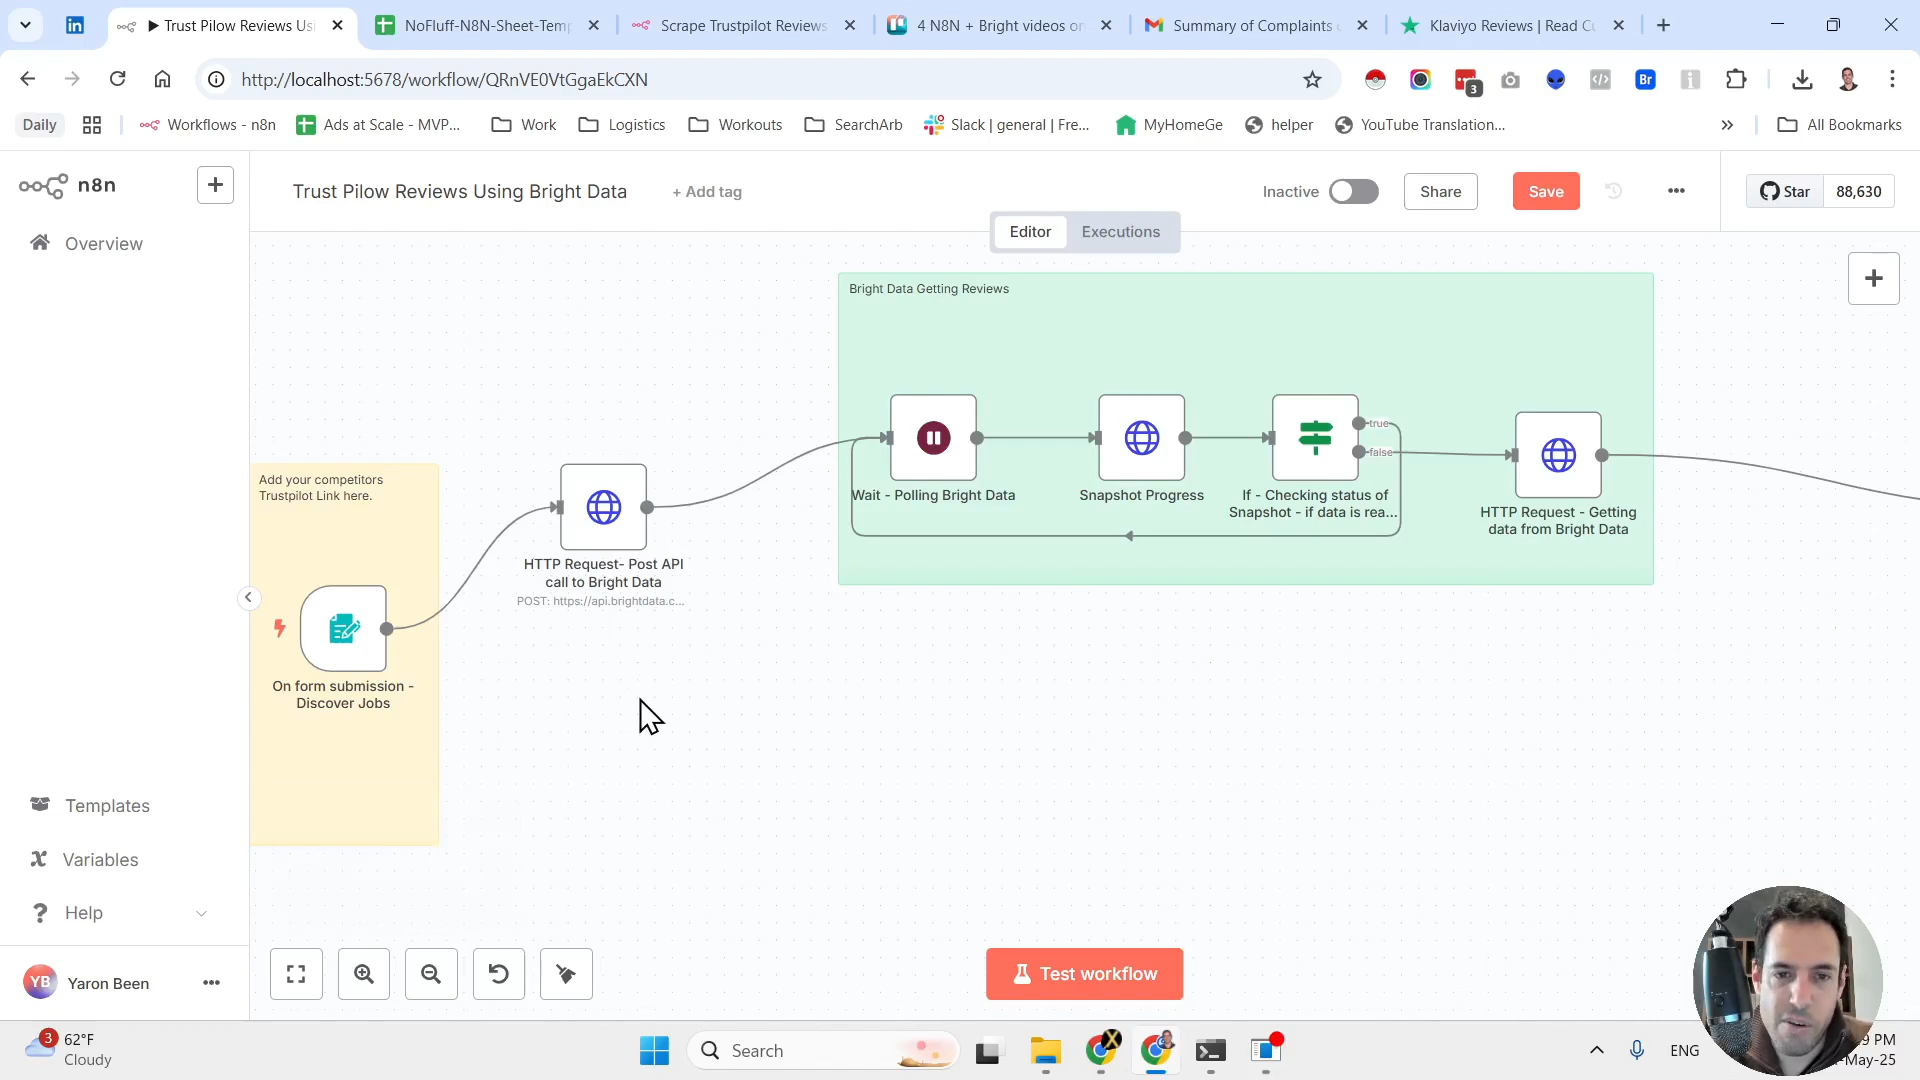 Trust Pilow Reviews Usi
NoFluff-N8N-Sheet-Temp
Scrape Trustpilot Reviews
4 N8N + Bright videos on
Summary of Complaints o
Klaviyo Reviews | Read Cu
http://localhost:5678/workflow/QRnVE0VtGgaEkCXN
3
Br
Daily
Workflows - n8n
Ads at Scale - MVP...
Work
Logistics
Workouts
SearchArb
Slack | general | Fre...
MyHomeGe
helper
YouTube Translation...
All Bookmarks
n8n
Trust Pilow Reviews Using Bright Data
+ Add tag
Inactive
Share
Save
Star
88,630
Overview
Editor
Executions
Bright Data Getting Reviews
true
false
Add your competitors
Trustpilot Link here.
Wait - Polling Bright Data
Snapshot Progress
If - Checking status of
Snapshot - if data is rea...
HTTP Request - Getting
data from Bright Data
HTTP Request- Post API
call to Bright Data
POST: https://api.brightdata.c...
On form submission -
Discover Jobs
Templates
Variables
Help
YB
Yaron Been
Test workflow
3
62°F
Cloudy
Search
X
ENG
9 PM
-May-25